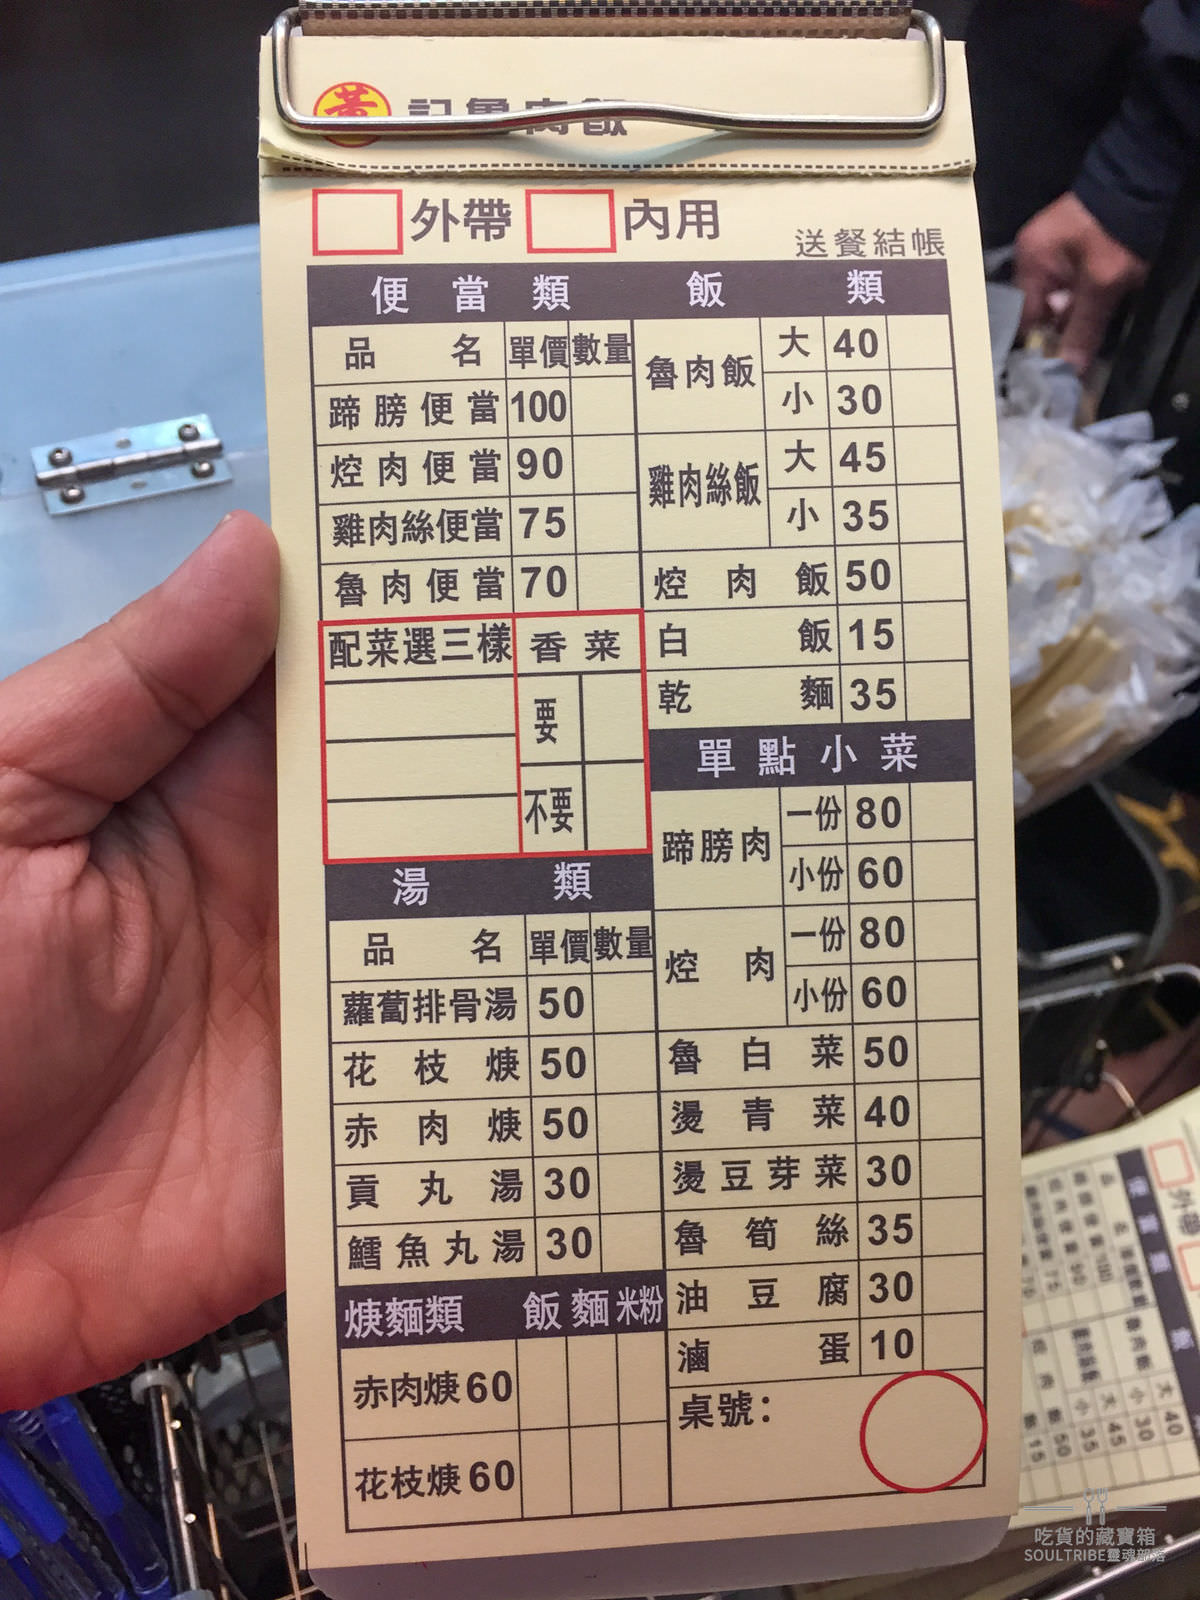 黃記魯肉飯
外帶 內用
送餐結帳
便當類
品名 單價 數量
蹄膀便當 100
焢肉便當 90
雞肉絲便當 75
魯肉便當 70
配菜選三樣 香菜
要
不要
湯類
品名 單價 數量
蘿蔔排骨湯 50
花枝焿 50
赤肉焿 50
貢丸湯 30
鱈魚丸湯 30
焿麵類 飯 麵 米粉
赤肉焿 60
花枝焿 60
飯類
魯肉飯 大 40
小 30
雞肉絲飯 大 45
小 35
焢肉飯 50
白飯 15
乾麵 35
單點小菜
蹄膀肉 一份 80
小份 60
焢肉 一份 80
小份 60
魯白菜 50
燙青菜 40
燙豆芽菜 30
魯筍絲 35
油豆腐 30
滷蛋 10
桌號：
吃貨的藏寶箱
SOULTRIBE靈魂部落